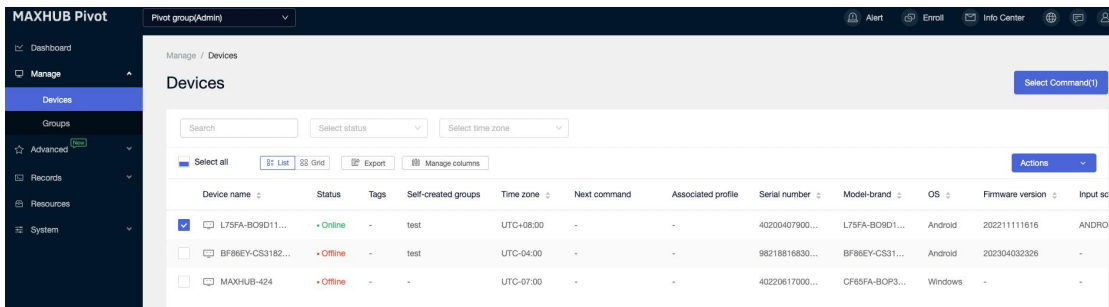 MAXHUB Pivot
Pivot group(Admin)
Alert
Enroll
Info Center
Dashboard
Manage
Devices
Groups
Advanced
New
Records
Resources
System
Manage / Devices
Devices
Select Command(1)
Search
Select status
Select time zone
Select all
List
Grid
Export
Manage columns
Actions
Device name Status Tags Self-created groups Time zone Next command Associated profile Serial number Model-brand OS Firmware version Input so
L75FA-BO9D11... • Online - test UTC+08:00 - - 40200407900... L75FA-BO9D1... Android 202211111616 ANDRO
BF86EY-CS3182... • Offline - test UTC-04:00 - - 98218816830... BF86EY-CS31... Android 202304032326 -
MAXHUB-424 • Offline - - UTC-07:00 - - 40220617000... CF65FA-BOP3... Windows - -